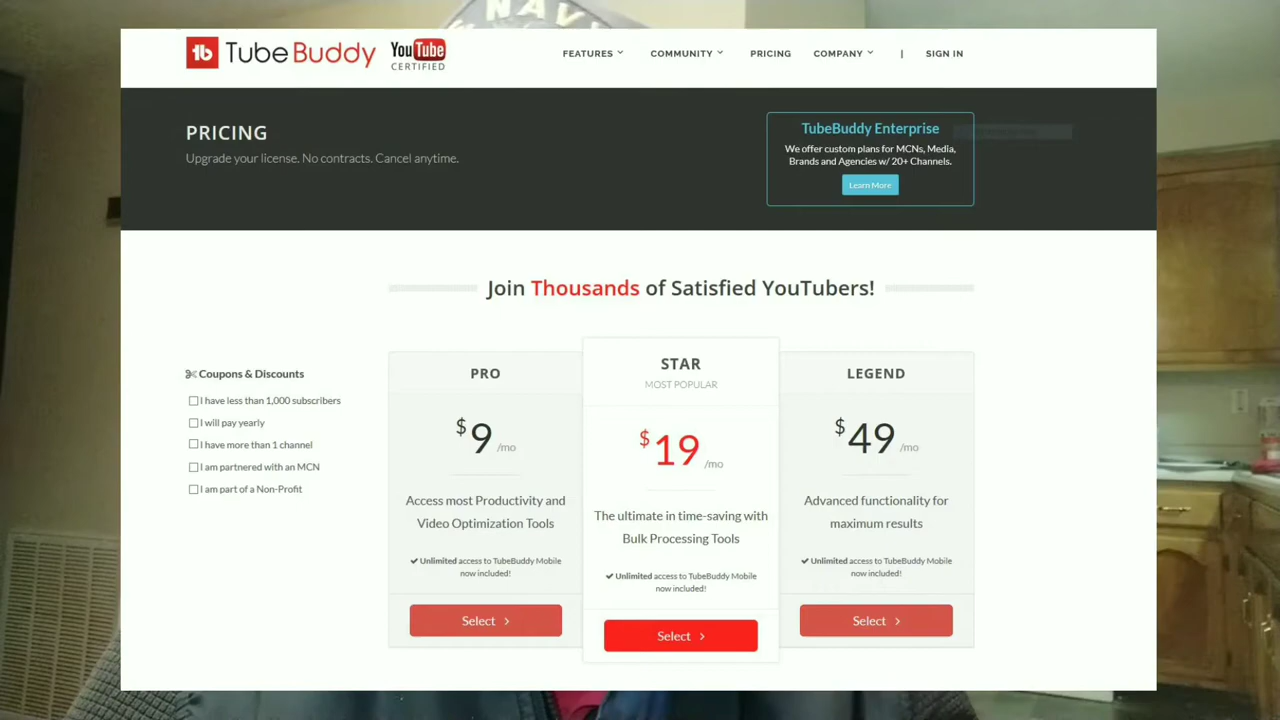 NAVY
tb TubeBuddy YouTube CERTIFIED
FEATURES COMMUNITY PRICING COMPANY | SIGN IN
PRICING
Upgrade your license. No contracts. Cancel anytime.
TubeBuddy Enterprise
We offer custom plans for MCNs, Media,
Brands and Agencies w/ 20+ Channels.
Learn More
Join Thousands of Satisfied YouTubers!
Coupons & Discounts
I have less than 1,000 subscribers
I will pay yearly
I have more than 1 channel
I am partnered with an MCN
I am part of a Non-Profit
PRO
$9 /mo
Access most Productivity and
Video Optimization Tools
Unlimited access to TubeBuddy Mobile
now included!
Select
STAR
MOST POPULAR
$19 /mo
The ultimate in time-saving with
Bulk Processing Tools
Unlimited access to TubeBuddy Mobile
now included!
Select
LEGEND
$49 /mo
Advanced functionality for
maximum results
Unlimited access to TubeBuddy Mobile
now included!
Select